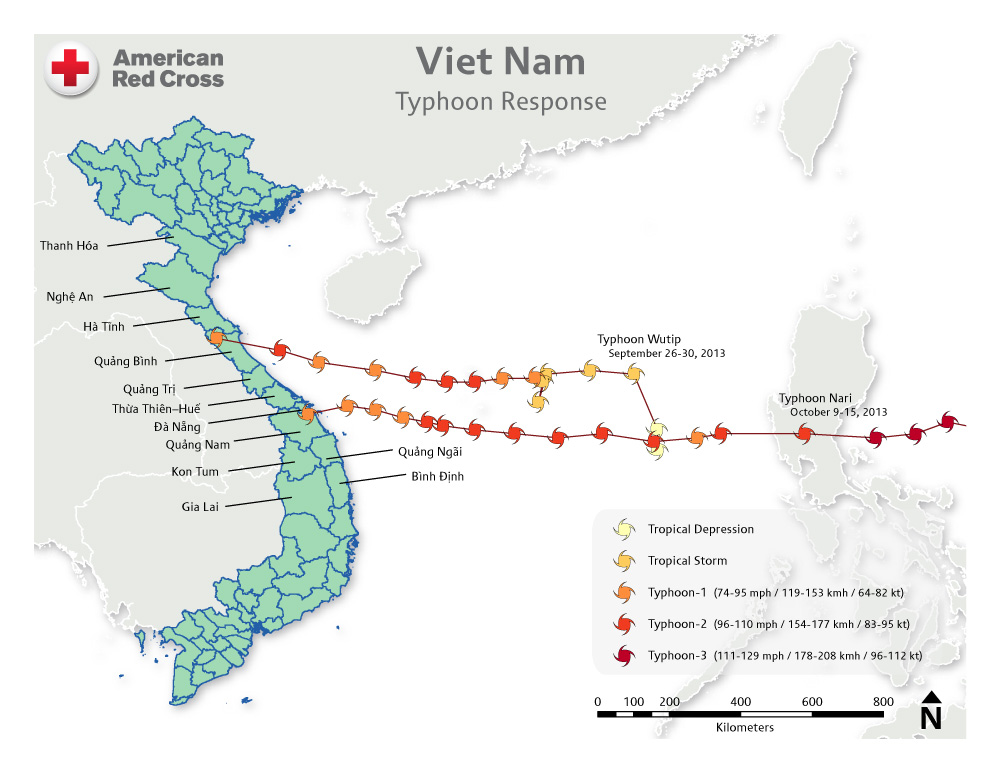 American
Red Cross
Viet Nam
Typhoon Response
Thanh Hóa
Nghệ An
Hà Tĩnh
Quảng Bình
Quảng Trị
Thừa Thiên–Huế
Đà Nẵng
Quảng Nam
Kon Tum
Gia Lai
Quảng Ngãi
Bình Định
Typhoon Wutip
September 26-30, 2013
Typhoon Nari
October 9-15, 2013
Tropical Depression
Tropical Storm
Typhoon-1 (74-95 mph / 119-153 kmh / 64-82 kt)
Typhoon-2 (96-110 mph / 154-177 kmh / 83-95 kt)
Typhoon-3 (111-129 mph / 178-208 kmh / 96-112 kt)
0 100 200 400 600 800
Kilometers
N